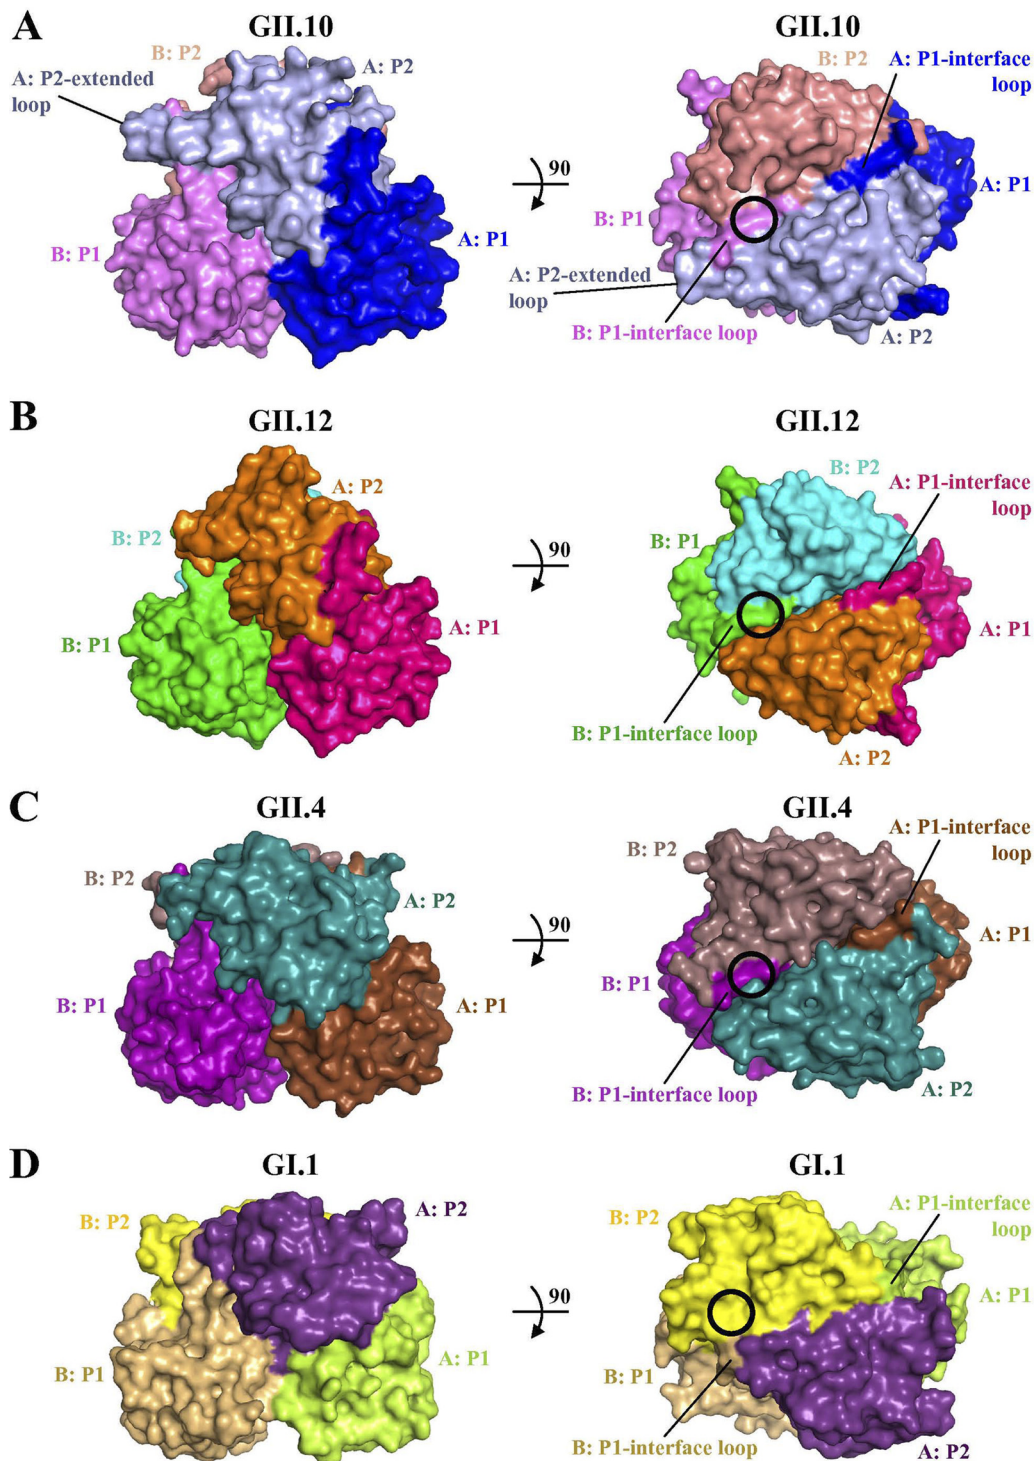 A
GII.10
GII.10
B: P2
A: P2
A: P2-extended
loop
B: P1
A: P1
90
B: P2
A: P1-interface
loop
A: P1
B: P1
A: P2-extended
loop
B: P1-interface loop
A: P2
B
GII.12
GII.12
A: P2
B: P2
B: P1
A: P1
90
B: P2
A: P1-interface
loop
B: P1
A: P1
B: P1-interface loop
A: P2
C
GII.4
GII.4
B: P2
A: P2
B: P1
A: P1
90
B: P2
A: P1-interface
loop
A: P1
B: P1
B: P1-interface loop
A: P2
D
GI.1
GI.1
B: P2
A: P2
B: P1
A: P1
90
B: P2
A: P1-interface
loop
A: P1
B: P1
B: P1-interface loop
A: P2